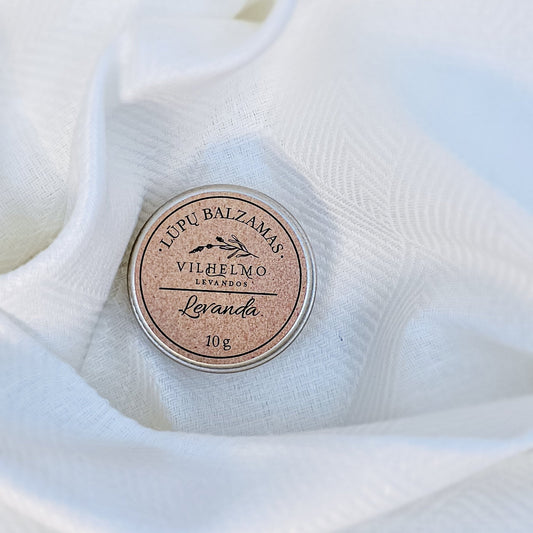 · LŪPŲ BALZAMAS ·
VILHELMO
LEVANDOS
Levanda
10 g